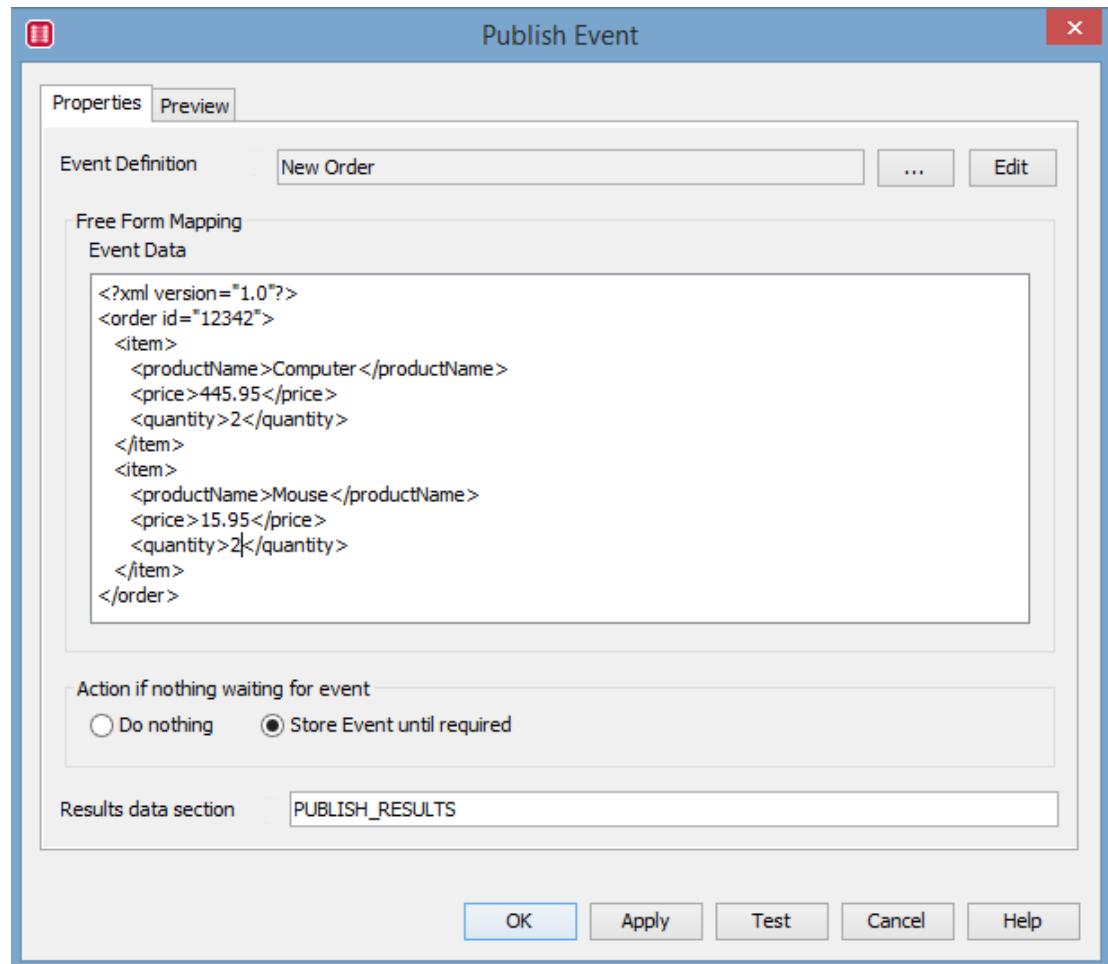 Publish Event
Properties Preview
Event Definition New Order ... Edit
Free Form Mapping
Event Data
<?xml version="1.0"?>
<order id="12342">
<item>
<productName>Computer</productName>
<price>445.95</price>
<quantity>2</quantity>
</item>
<item>
<productName>Mouse</productName>
<price>15.95</price>
<quantity>2</quantity>
</item>
</order>
Action if nothing waiting for event
Do nothing Store Event until required
Results data section PUBLISH_RESULTS
OK Apply Test Cancel Help